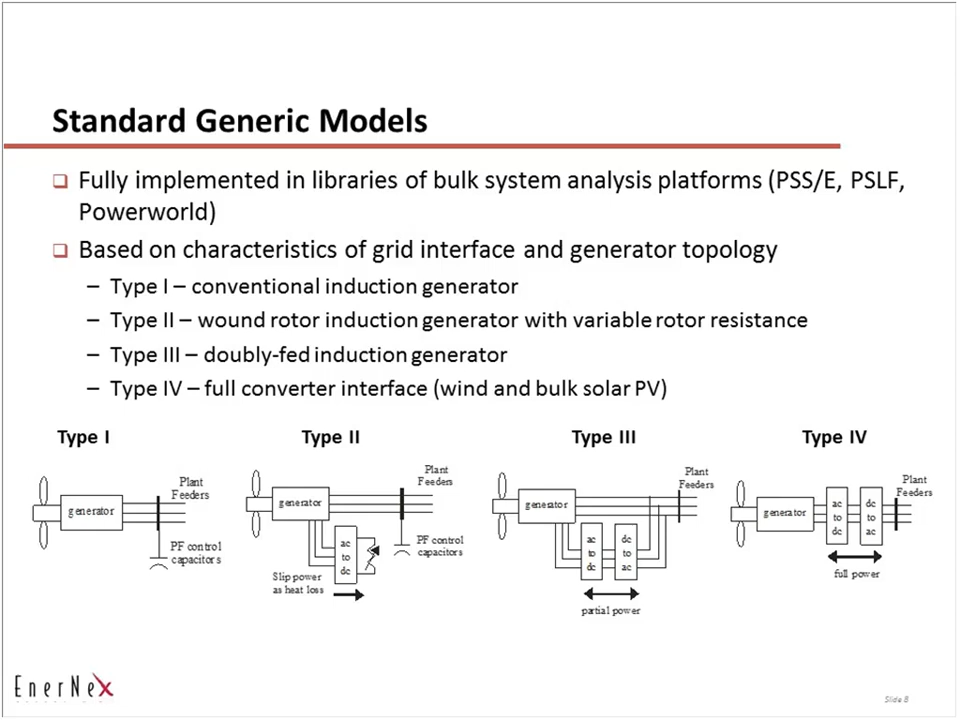 Standard Generic Models
❑ Fully implemented in libraries of bulk system analysis platforms (PSS/E, PSLF,
Powerworld)
❑ Based on characteristics of grid interface and generator topology
– Type I – conventional induction generator
– Type II – wound rotor induction generator with variable rotor resistance
– Type III – doubly-fed induction generator
– Type IV – full converter interface (wind and bulk solar PV)
Type I
generator
Plant
Feeders
PF control
capacitors
Type II
generator
Plant
Feeders
ac
to
dc
PF control
capacitors
Slip power
as heat loss
Type III
generator
Plant
Feeders
ac
to
dc
dc
to
ac
partial power
Type IV
generator
ac
to
dc
dc
to
ac
Plant
Feeders
full power
EnerNex
Slide 8